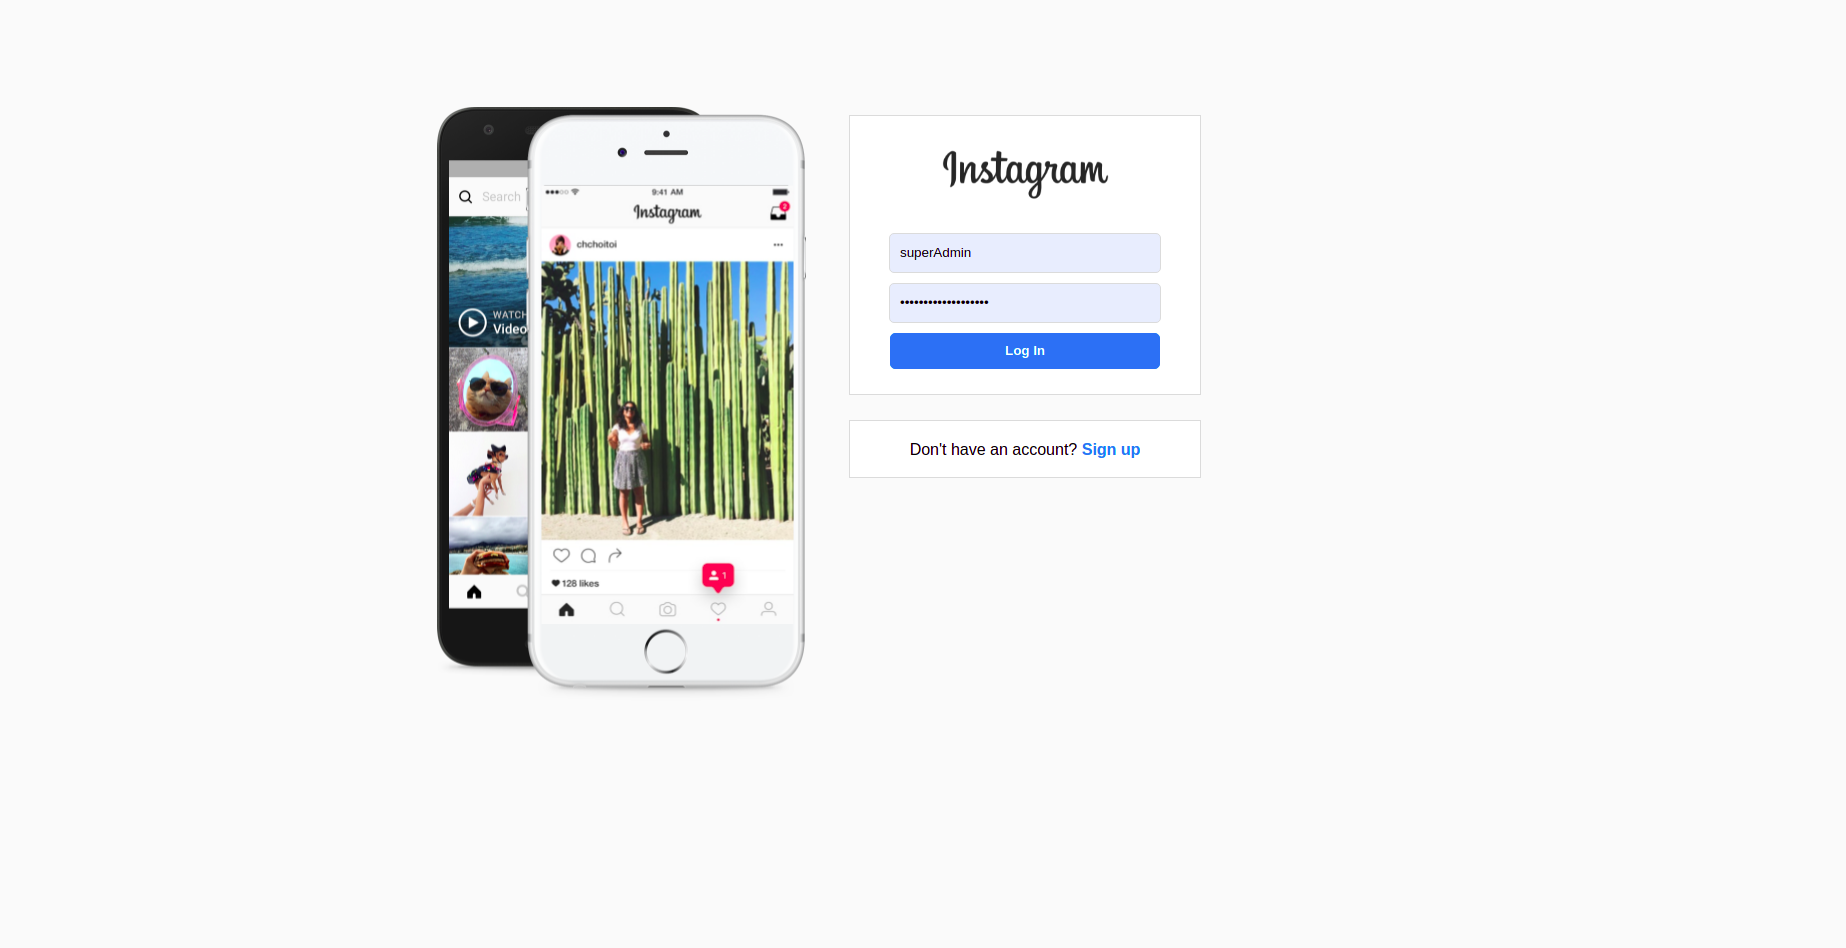 Search
WATCH
Video
9:41 AM
Instagram
2
chchoitoi
128 likes
1
Instagram
superAdmin
•••••••••••••••••••
Log In
Don't have an account? Sign up